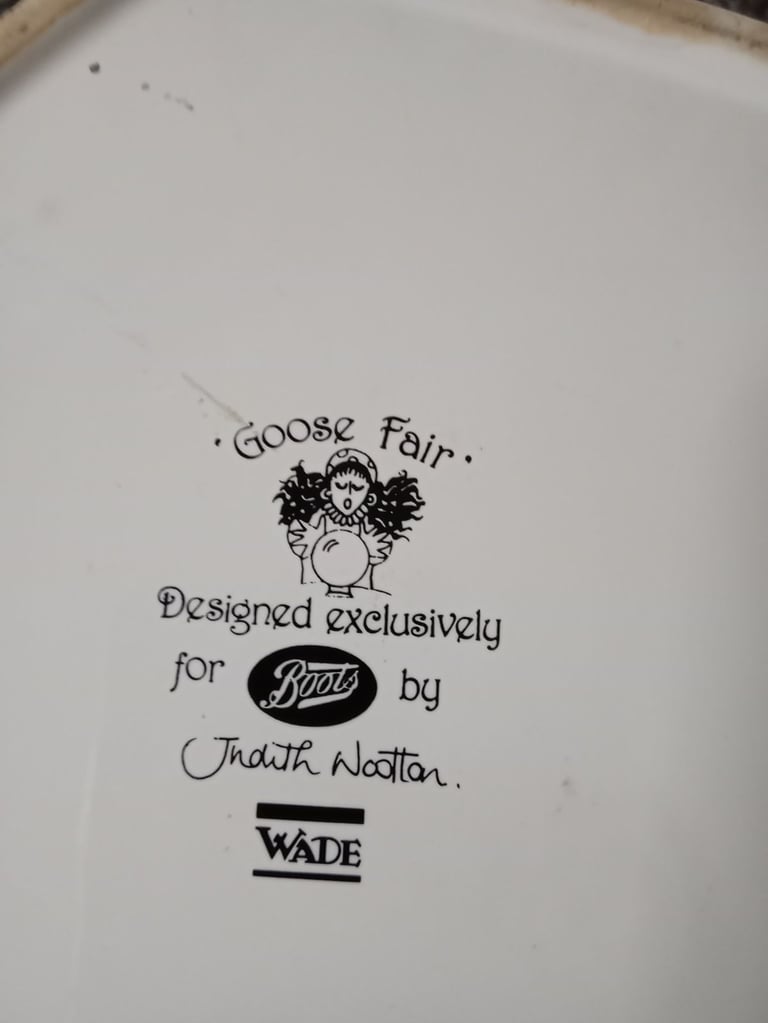 · Goose Fair ·
Designed exclusively
for Boots by
Judith Wootton.
WADE